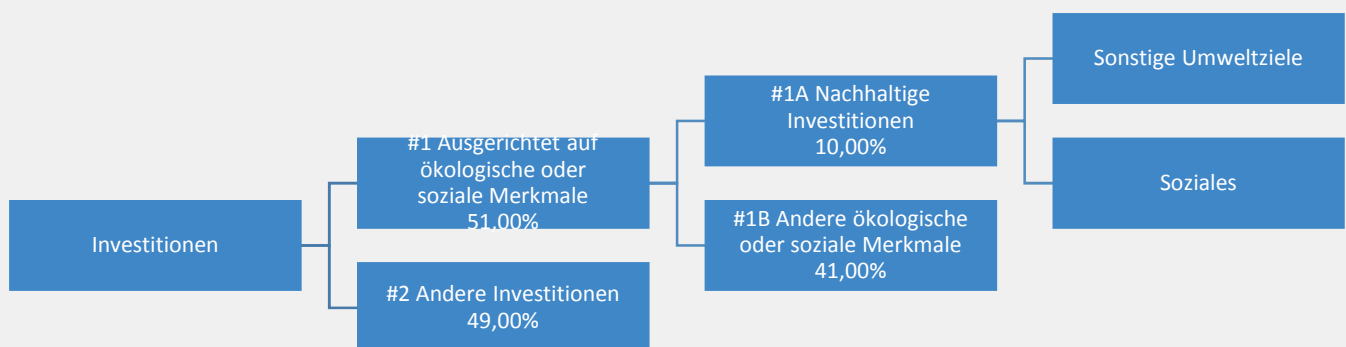 Investitionen
#1 Ausgerichtet auf
ökologische oder
soziale Merkmale
51,00%
#2 Andere Investitionen
49,00%
#1A Nachhaltige
Investitionen
10,00%
#1B Andere ökologische
oder soziale Merkmale
41,00%
Sonstige Umweltziele
Soziales